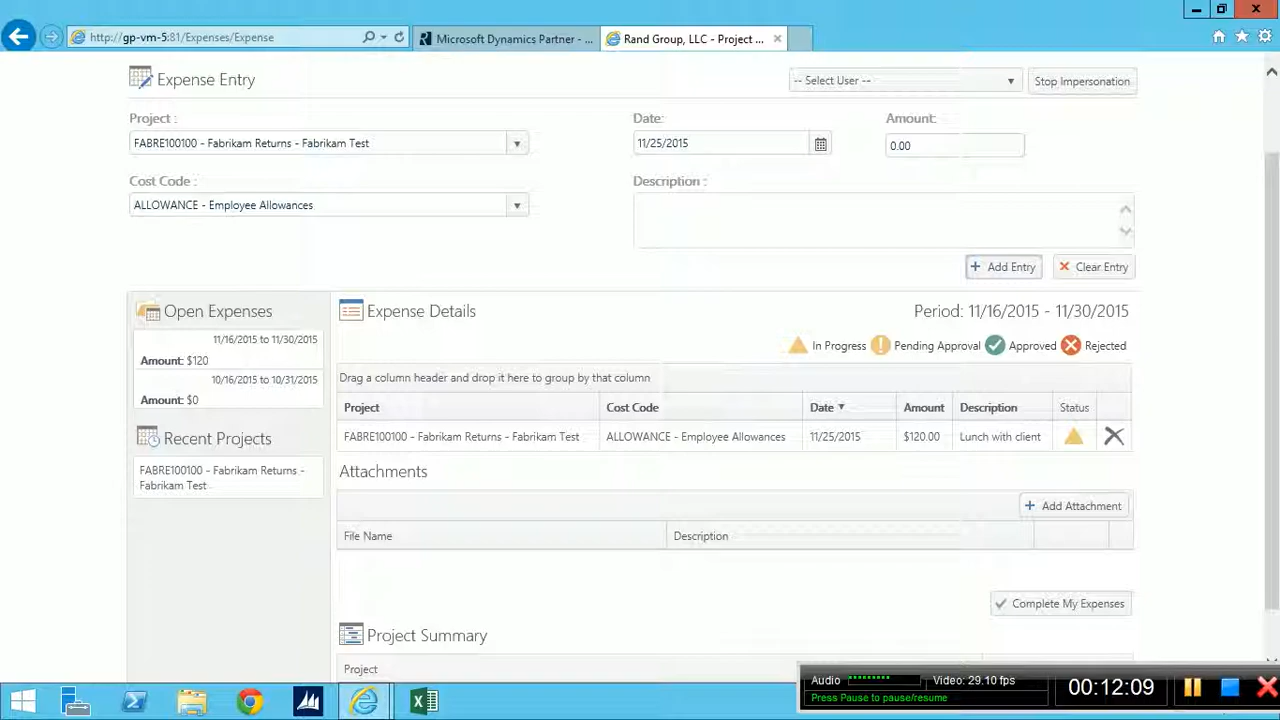 http://gp-vm-5:81/Expenses/Expense
Microsoft Dynamics Partner - ...
Rand Group, LLC - Project ...
Expense Entry
-- Select User --
Stop Impersonation
Project :
Date:
Amount:
FABRE100100 - Fabrikam Returns - Fabrikam Test
11/25/2015
0.00
Cost Code :
Description :
ALLOWANCE - Employee Allowances
Add Entry
Clear Entry
Open Expenses
11/16/2015 to 11/30/2015
Amount: $120
10/16/2015 to 10/31/2015
Amount: $0
Recent Projects
FABRE100100 - Fabrikam Returns -
Fabrikam Test
Expense Details
Period: 11/16/2015 - 11/30/2015
In Progress
Pending Approval
Approved
Rejected
Drag a column header and drop it here to group by that column
Project
Cost Code
Date
Amount
Description
Status
FABRE100100 - Fabrikam Returns - Fabrikam Test
ALLOWANCE - Employee Allowances
11/25/2015
$120.00
Lunch with client
Attachments
Add Attachment
File Name
Description
Complete My Expenses
Project Summary
Project
Audio
Video: 29.10 fps
Press Pause to pause/resume
00:12:09